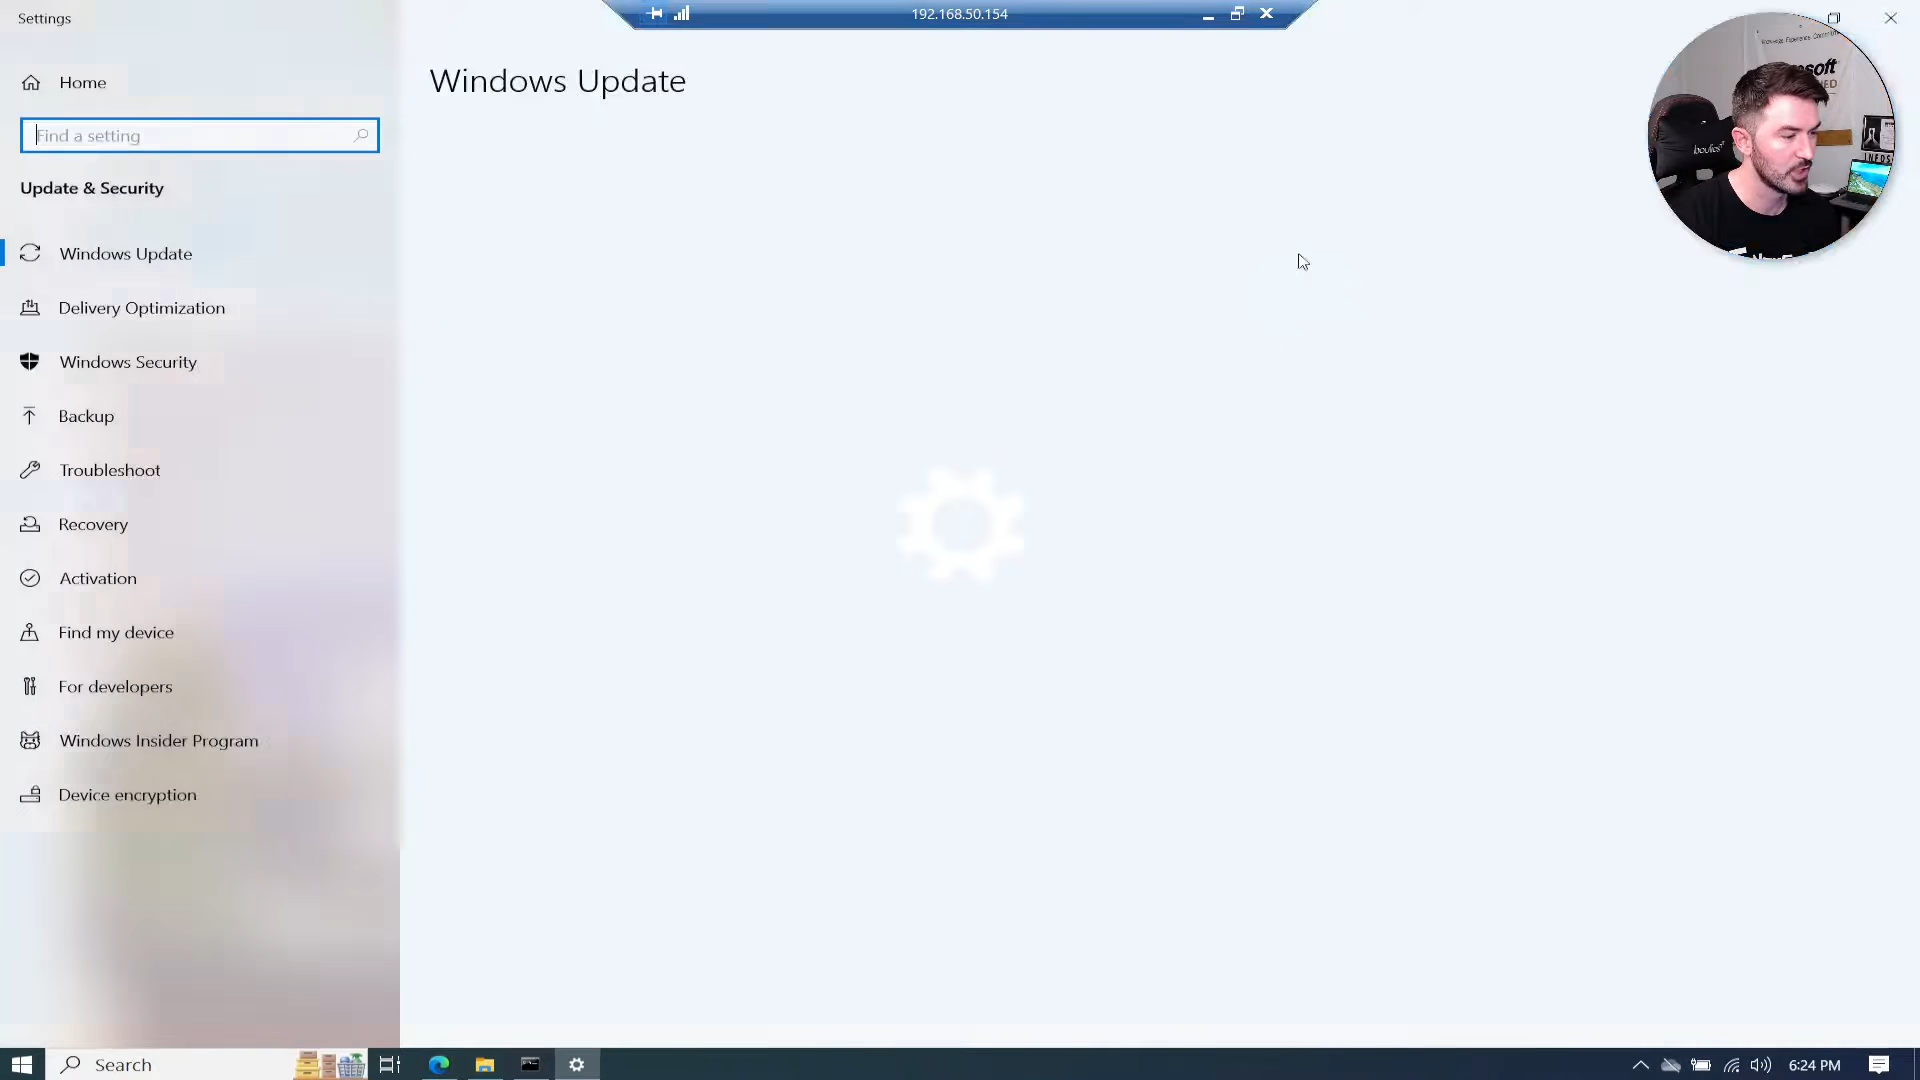 Settings
192.168.50.154
Home
Windows Update
Find a setting
Update & Security
Windows Update
Delivery Optimization
Windows Security
Backup
Troubleshoot
Recovery
Activation
Find my device
For developers
Windows Insider Program
Device encryption
Search
6:24 PM